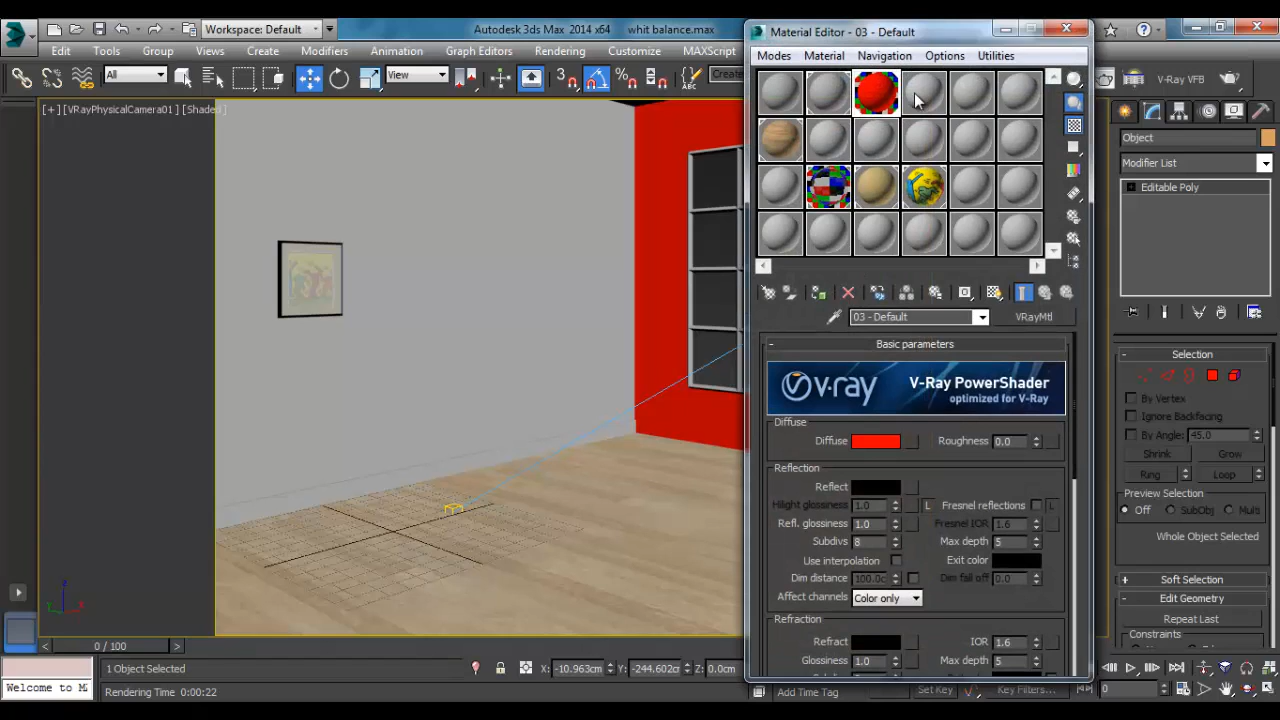 Workspace: Default
Autodesk 3ds Max 2014 x64 whit balance.max
Edit Tools Group Views Create Modifiers Animation Graph Editors Rendering Customize MAXScript
All
View
3
%
ABC
Create
V-Ray VFB
[+] [VRayPhysicalCamera01 ] [Shaded ]
Material Editor - 03 - Default
Modes Material Navigation Options Utilities
03 - Default
VRayMtl
- Basic parameters
v·ray
V-Ray PowerShader
optimized for V-Ray
Diffuse
Diffuse
Roughness 0.0
Reflection
Reflect
Hilight glossiness 1.0 L Fresnel reflections L
Refl. glossiness 1.0 Fresnel IOR 1.6
Subdivs 8 Max depth 5
Use interpolation Exit color
Dim distance 100.0c Dim fall off 0.0
Affect channels Color only
Refraction
Refract IOR 1.6
Glossiness 1.0 Max depth 5
Object
Modifier List
Editable Poly
- Selection
By Vertex
Ignore Backfacing
By Angle: 45.0
Shrink Grow
Ring Loop
Preview Selection
Off SubObj Multi
Whole Object Selected
+ Soft Selection
- Edit Geometry
Repeat Last
Constraints
z
x
y
0 / 100
1 Object Selected
X: -10.963cm Y: -244.602cm Z: 0.0cm
Welcome to M
Rendering Time 0:00:22
Add Time Tag
Set Key
Key Filters...
0